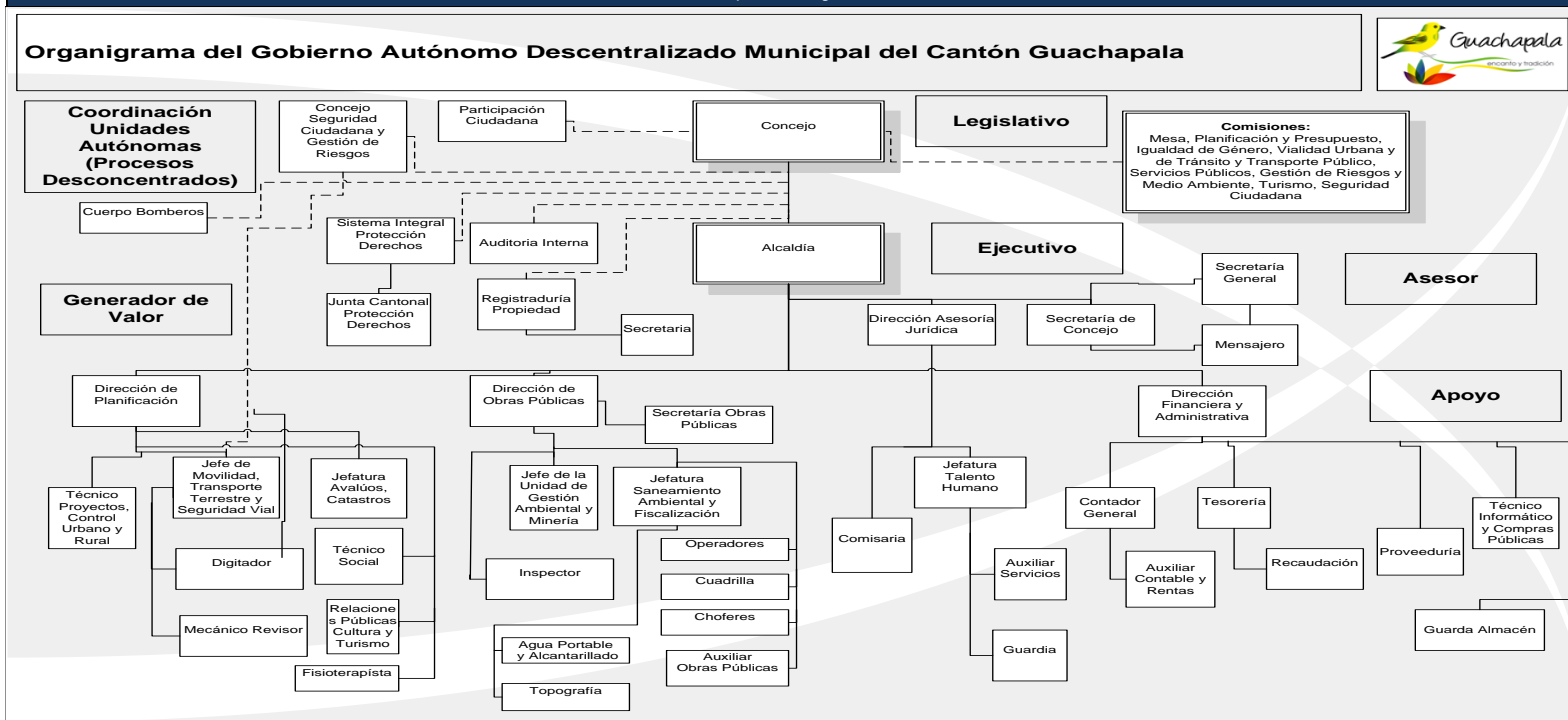 Organigrama del Gobierno Autónomo Descentralizado Municipal del Cantón Guachapala
Guachapala
encanto y tradición
Coordinación
Unidades
Autónomas
(Procesos
Desconcentrados)
Concejo
Seguridad
Ciudadana y
Gestión de
Riesgos
Participación
Ciudadana
Concejo
Legislativo
Comisiones:
Mesa, Planificación y Presupuesto,
Igualdad de Género, Vialidad Urbana y
de Tránsito y Transporte Público,
Servicios Públicos, Gestión de Riesgos y
Medio Ambiente, Turismo, Seguridad
Ciudadana
Cuerpo Bomberos
Sistema Integral
Protección
Derechos
Auditoria Interna
Alcaldía
Ejecutivo
Secretaría
General
Asesor
Generador de
Valor
Junta Cantonal
Protección
Derechos
Registraduría
Propiedad
Secretaria
Dirección Asesoría
Jurídica
Secretaría de
Concejo
Mensajero
Dirección de
Planificación
Dirección de
Obras Públicas
Secretaría Obras
Públicas
Dirección
Financiera y
Administrativa
Apoyo
Técnico
Proyectos,
Control
Urbano y
Rural
Jefe de
Movilidad,
Transporte
Terrestre y
Seguridad Vial
Jefatura
Avalúos,
Catastros
Jefe de la
Unidad de
Gestión
Ambiental y
Minería
Jefatura
Saneamiento
Ambiental y
Fiscalización
Jefatura
Talento
Humano
Contador
General
Tesorería
Técnico
Informático
y Compras
Públicas
Digitador
Técnico
Social
Inspector
Operadores
Comisaria
Auxiliar
Servicios
Auxiliar
Contable y
Rentas
Recaudación
Proveeduría
Cuadrilla
Mecánico Revisor
Relacione
s Públicas
Cultura y
Turismo
Choferes
Guardia
Guarda Almacén
Fisioterapísta
Agua Portable
y Alcantarillado
Auxiliar
Obras Públicas
Topografía